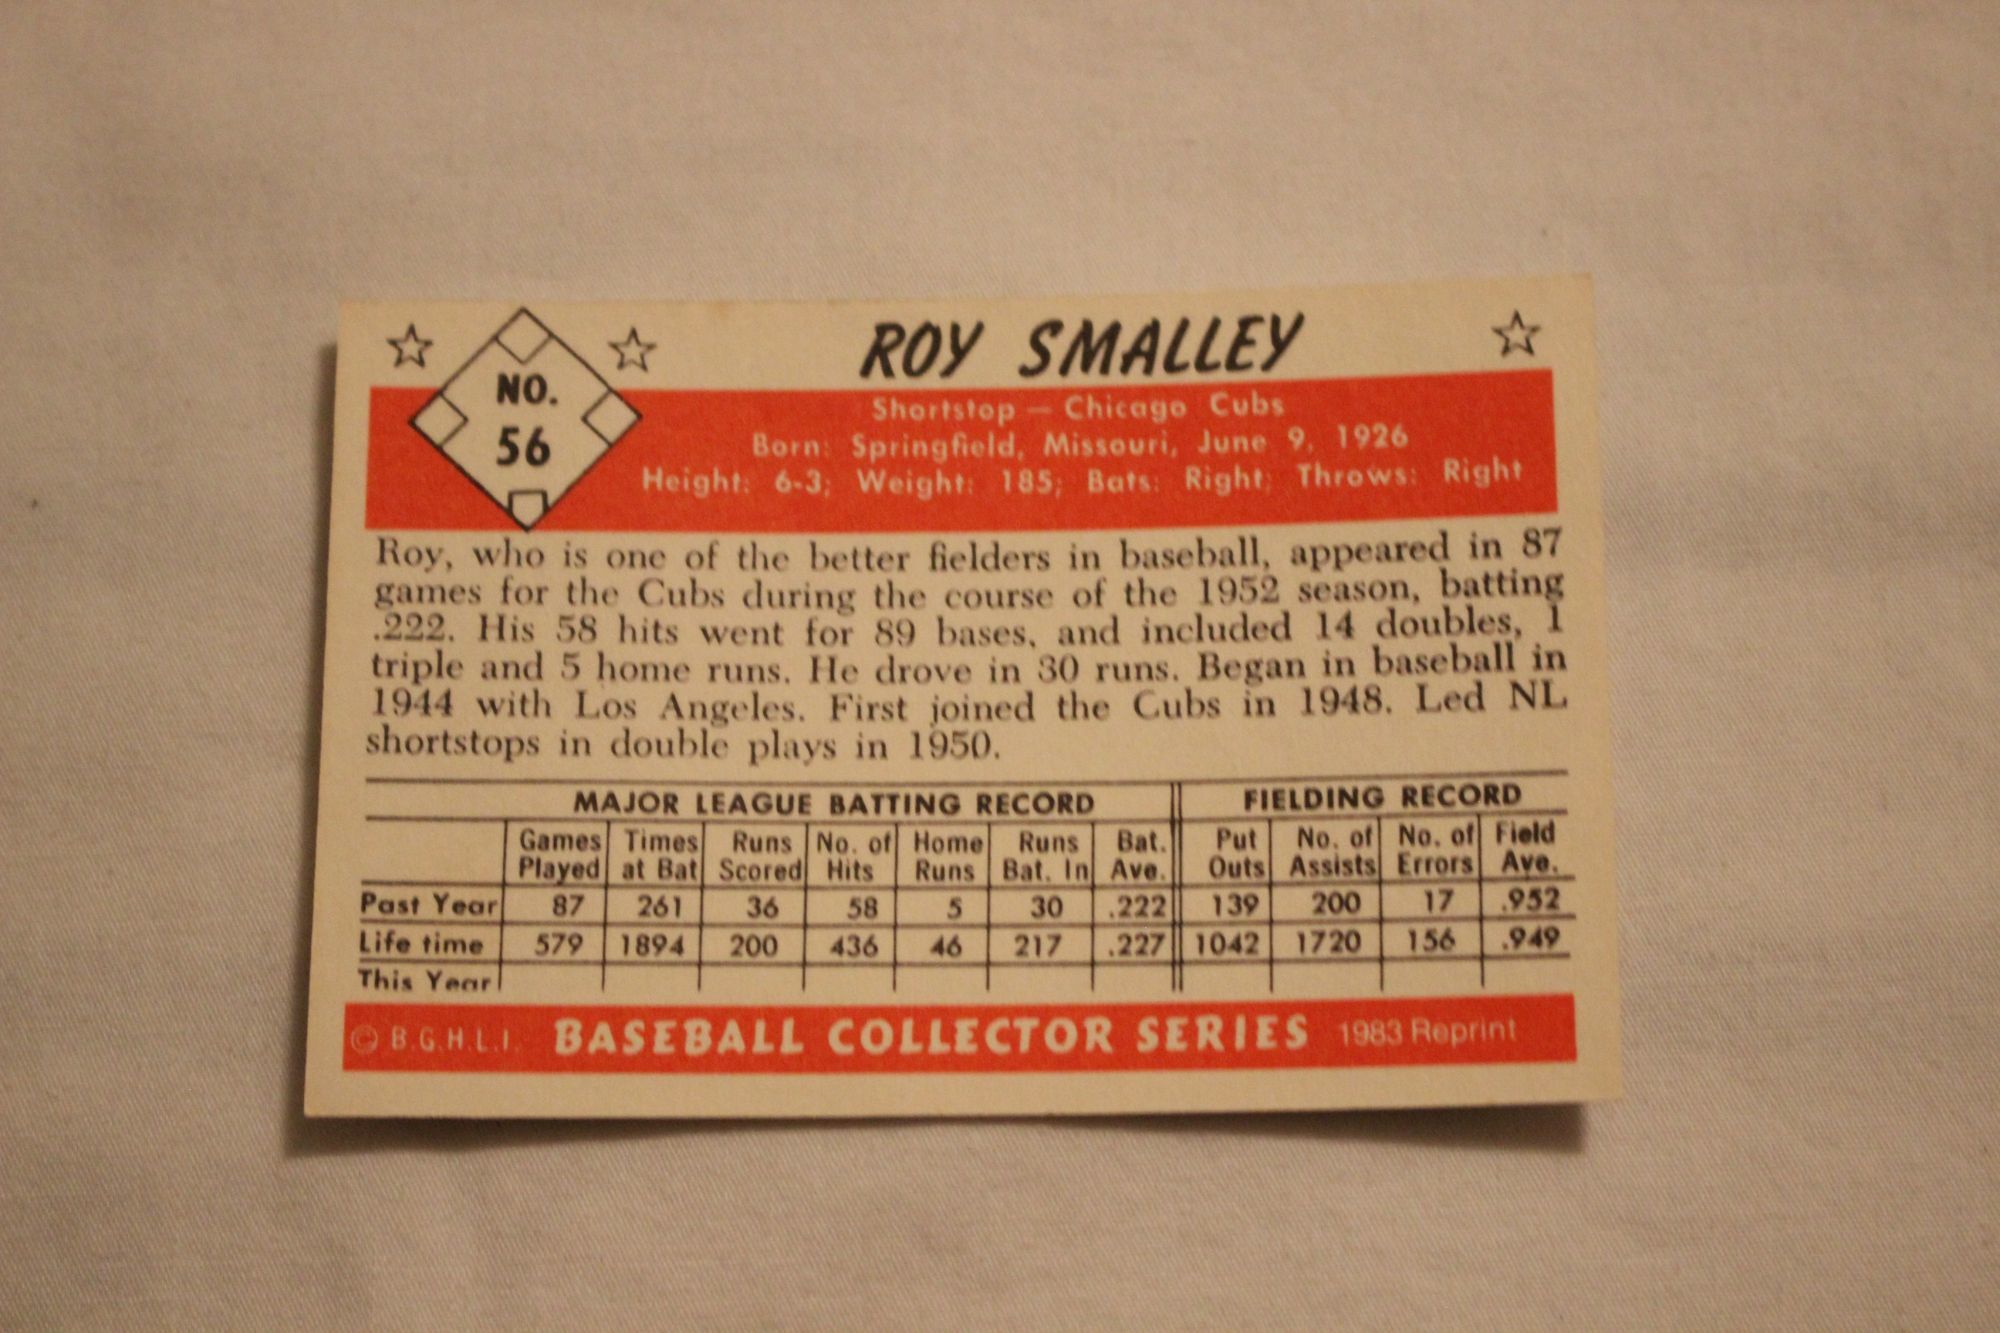 ROY SMALLEY
NO.
56
Shortstop — Chicago Cubs
Born: Springfield, Missouri, June 9, 1926
Height: 6-3; Weight: 185; Bats: Right; Throws: Right
Roy, who is one of the better fielders in baseball, appeared in 87
games for the Cubs during the course of the 1952 season, batting
.222. His 58 hits went for 89 bases, and included 14 doubles, 1
triple and 5 home runs. He drove in 30 runs. Began in baseball in
1944 with Los Angeles. First joined the Cubs in 1948. Led NL
shortstops in double plays in 1950.
MAJOR LEAGUE BATTING RECORD FIELDING RECORD
Games Times Runs No. of Home Runs Bat. Put No. of No. of Field
Played at Bat Scored Hits Runs Bat. In Ave. Outs Assists Errors Ave.
Past Year 87 261 36 58 5 30 .222 139 200 17 .952
Life time 579 1894 200 436 46 217 .227 1042 1720 156 .949
This Year
© B.G.H.L.I. BASEBALL COLLECTOR SERIES 1983 Reprint